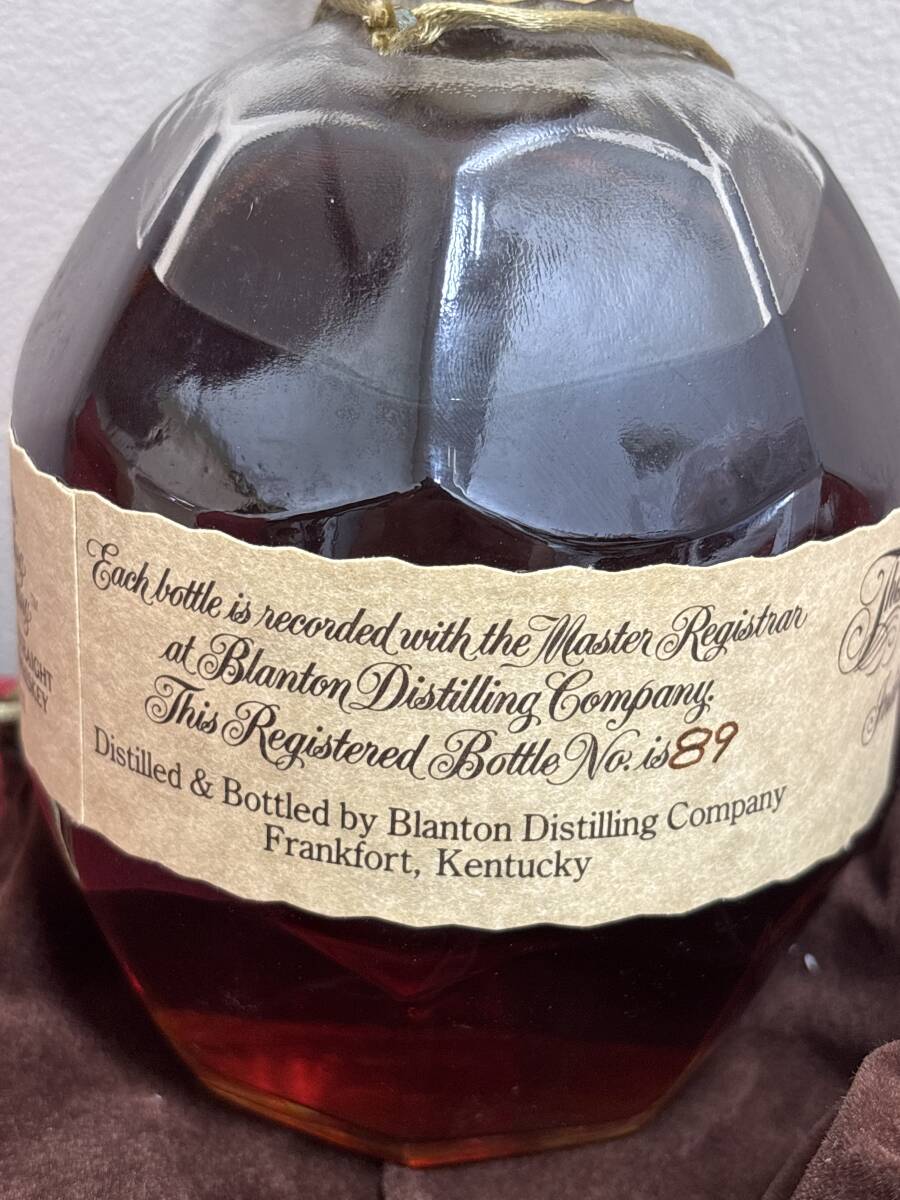 Each bottle is recorded with the Master Registrar
at Blanton Distilling Company.
This Registered Bottle No. is 89
Distilled & Bottled by Blanton Distilling Company
Frankfort, Kentucky